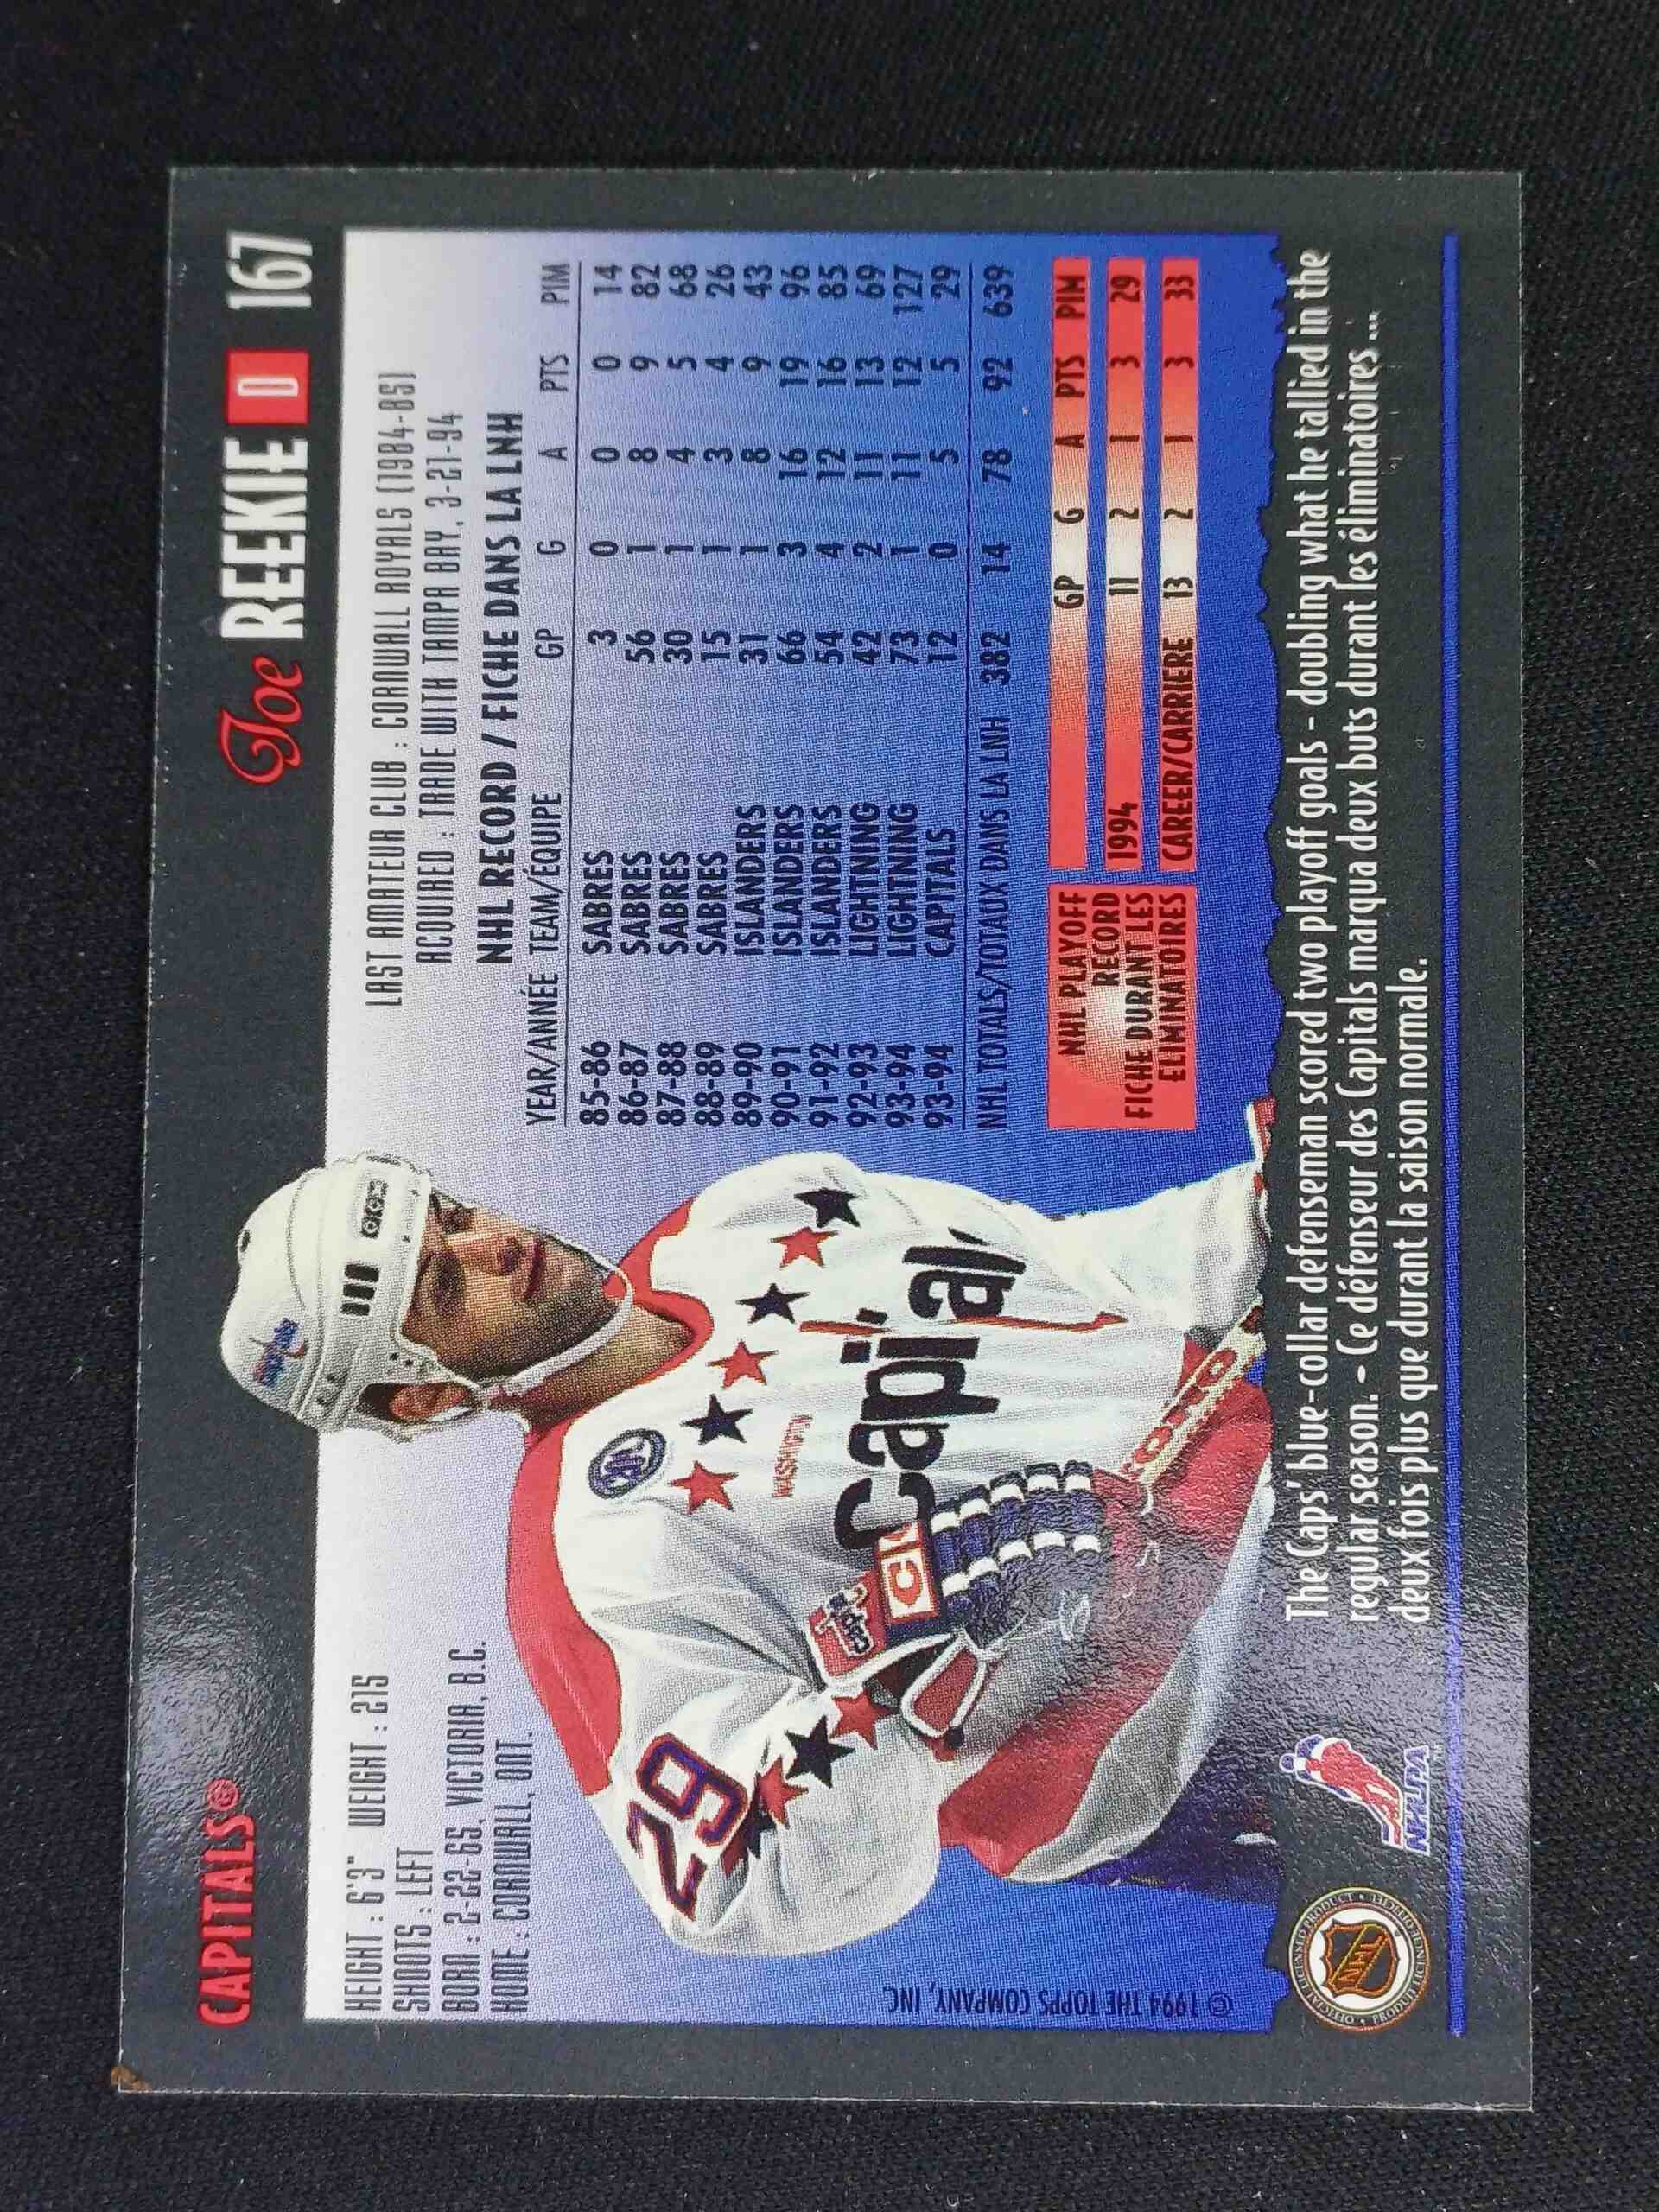 CAPITALS®
Joe REEKIE D 167
HEIGHT : 6'3" WEIGHT : 215
SHOOTS : LEFT
BORN : 2-22-65, VICTORIA, B.C.
HOME : CORNWALL, ONT.
LAST AMATEUR CLUB : CORNWALL ROYALS (1984-85)
ACQUIRED : TRADE WITH TAMPA BAY, 3-21-94
NHL RECORD / FICHE DANS LA LNH
YEAR/ANNÉE TEAM/ÉQUIPE GP G A PTS PIM
85-86 SABRES 3 0 0 0 14
86-87 SABRES 56 1 8 9 82
87-88 SABRES 30 1 4 5 68
88-89 SABRES 15 1 3 4 26
89-90 ISLANDERS 31 1 8 9 43
90-91 ISLANDERS 66 3 16 19 96
91-92 ISLANDERS 54 4 12 16 85
92-93 LIGHTNING 42 2 11 13 69
93-94 LIGHTNING 73 1 11 12 127
93-94 CAPITALS 12 0 5 5 29
NHL TOTALS/TOTAUX DANS LA LNH 382 14 78 92 639
NHL PLAYOFF
RECORD
FICHE DURANT LES
ELIMINATOIRES
GP G A PTS PIM
1994 11 2 1 3 29
CAREER/CARRIERE 13 2 1 3 33
WASHINGTON
Capi a
29
capitals
© 1994 THE TOPPS COMPANY, INC.
The Caps' blue-collar defenseman scored two playoff goals - doubling what he tallied in the
regular season. - Ce défenseur des Capitals marqua deux buts durant les éliminatoires ...
deux fois plus que durant la saison normale.
OFFICIAL LICENSED PRODUCT •
NHL
NHLPA